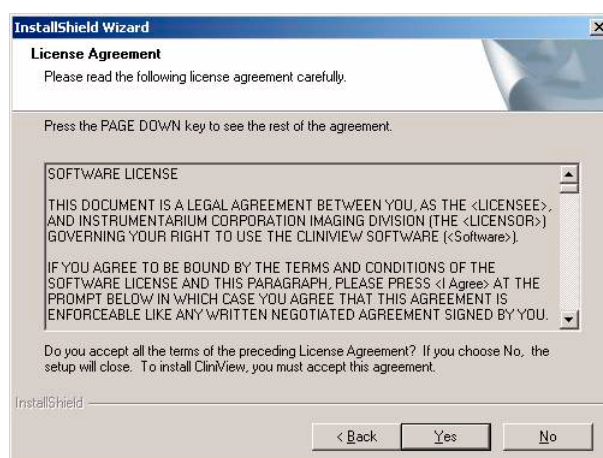 InstallShield Wizard
License Agreement
Please read the following license agreement carefully.
Press the PAGE DOWN key to see the rest of the agreement.
SOFTWARE LICENSE
THIS DOCUMENT IS A LEGAL AGREEMENT BETWEEN YOU, AS THE <LICENSEE>,
AND INSTRUMENTARIUM CORPORATION IMAGING DIVISION (THE <LICENSOR>)
GOVERNING YOUR RIGHT TO USE THE CLINIVIEW SOFTWARE (<Software>).
IF YOU AGREE TO BE BOUND BY THE TERMS AND CONDITIONS OF THE
SOFTWARE LICENSE AND THIS PARAGRAPH, PLEASE PRESS <I Agree> AT THE
PROMPT BELOW IN WHICH CASE YOU AGREE THAT THIS AGREEMENT IS
ENFORCEABLE LIKE ANY WRITTEN NEGOTIATED AGREEMENT SIGNED BY YOU.
Do you accept all the terms of the preceding License Agreement? If you choose No, the
setup will close. To install CliniView, you must accept this agreement.
InstallShield
< Back
Yes
No